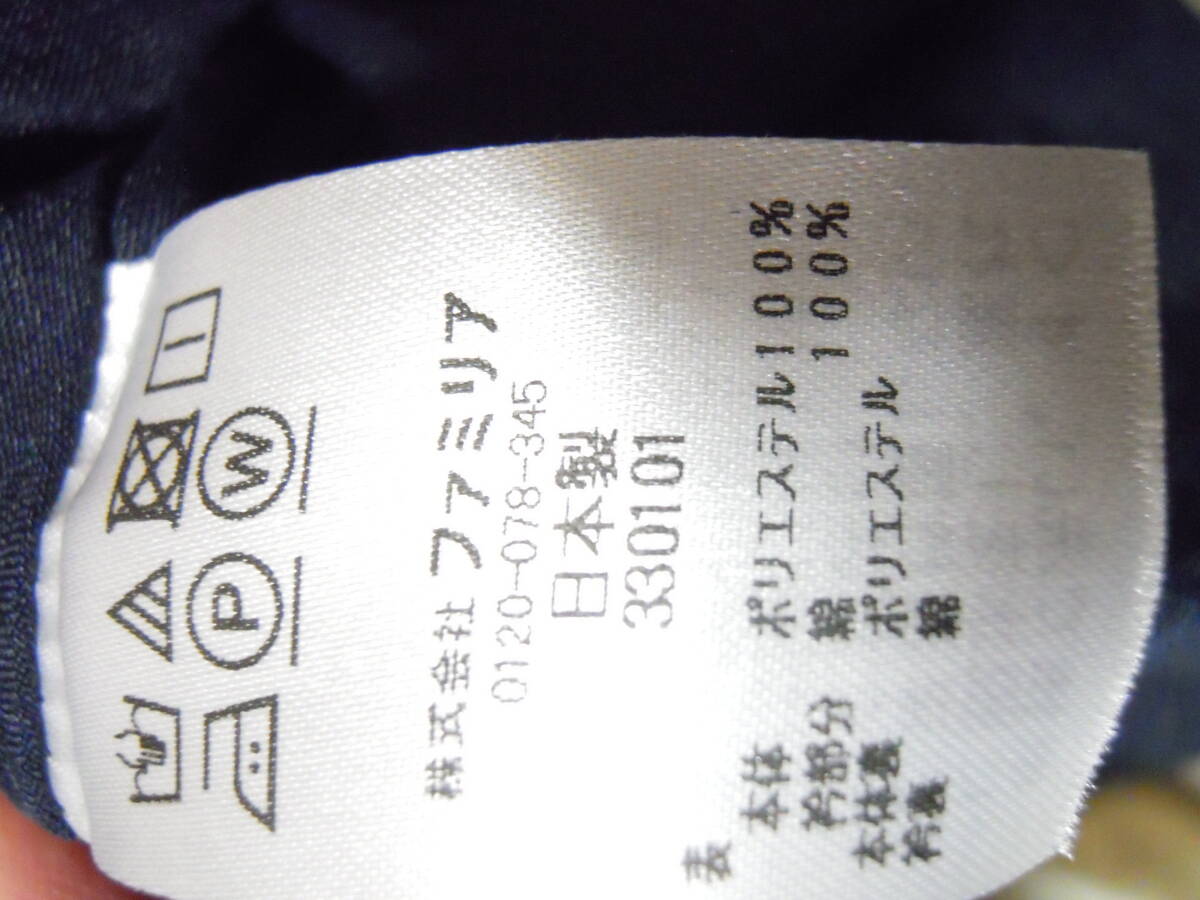 P W
株式会社 ファミリア
0120-078-345
日本製
330101
表
本体 ポリエステル100%
衿部分 綿 100%
本体裏 ポリエステル
衿裏 綿